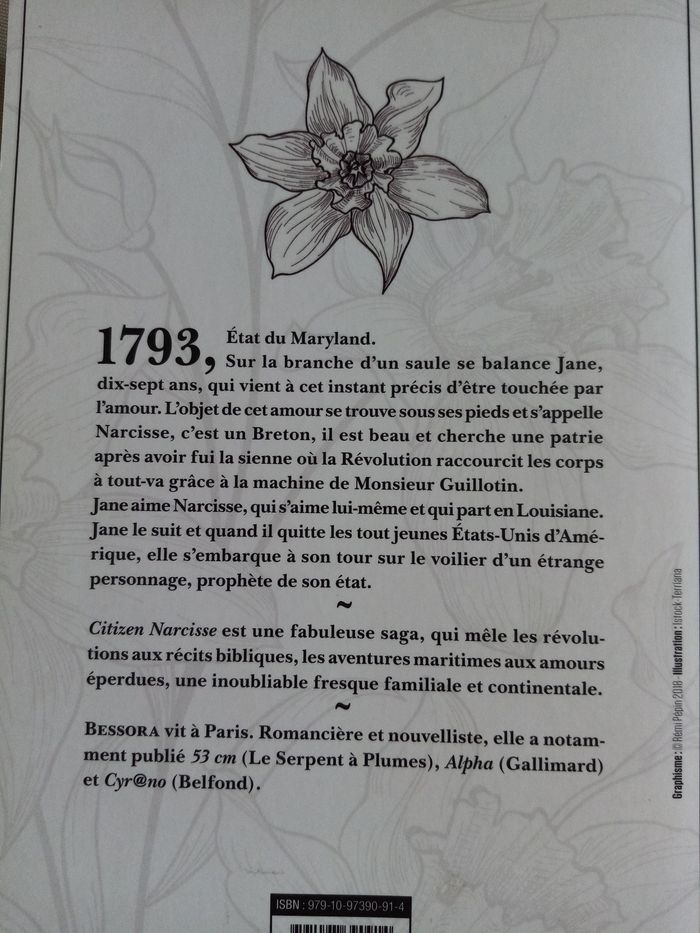 1793, État du Maryland.
Sur la branche d'un saule se balance Jane,
dix-sept ans, qui vient à cet instant précis d'être touchée par
l'amour. L'objet de cet amour se trouve sous ses pieds et s'appelle
Narcisse, c'est un Breton, il est beau et cherche une patrie
après avoir fui la sienne où la Révolution raccourcit les corps
à tout-va grâce à la machine de Monsieur Guillotin.
Jane aime Narcisse, qui s'aime lui-même et qui part en Louisiane.
Jane le suit et quand il quitte les tout jeunes États-Unis d'Amé-
rique, elle s'embarque à son tour sur le voilier d'un étrange
personnage, prophète de son état.
~
Citizen Narcisse est une fabuleuse saga, qui mêle les révolu-
tions aux récits bibliques, les aventures maritimes aux amours
éperdues, une inoubliable fresque familiale et continentale.
~
BESSORA vit à Paris. Romancière et nouvelliste, elle a notam-
ment publié 53 cm (Le Serpent à Plumes), Alpha (Gallimard)
et Cyr@no (Belfond).
Graphisme : © Rémi Pépin 2018 - Illustration : Istock-Terriana
ISBN : 979-10-97390-91-4